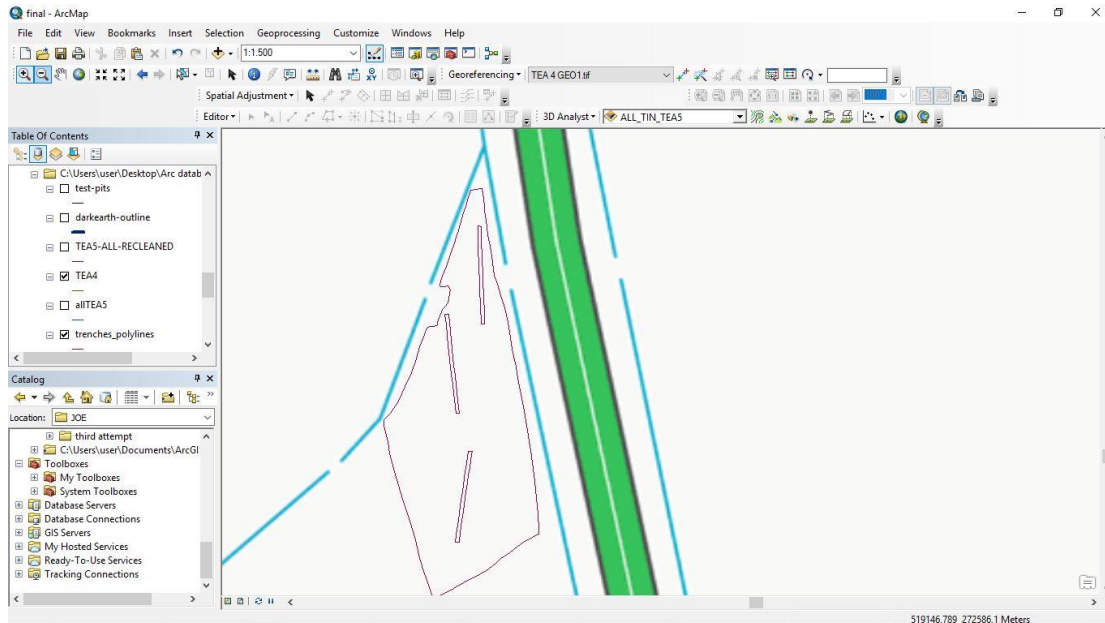 final - ArcMap
File Edit View Bookmarks Insert Selection Geoprocessing Customize Windows Help
1:1.500
Georeferencing TEA 4 GEO1.tif
Spatial Adjustment
Editor 3D Analyst ALL_TIN_TEA5
Table Of Contents
C:\Users\user\Desktop\Arc datab
test-pits
darkearth-outline
TEA5-ALL-RECLEANED
TEA4
allTEA5
trenches_polylines
Catalog
Location: JOE
third attempt
C:\Users\user\Documents\ArcGI
Toolboxes
My Toolboxes
System Toolboxes
Database Servers
Database Connections
GIS Servers
My Hosted Services
Ready-To-Use Services
Tracking Connections
519146.789 272586.1 Meters